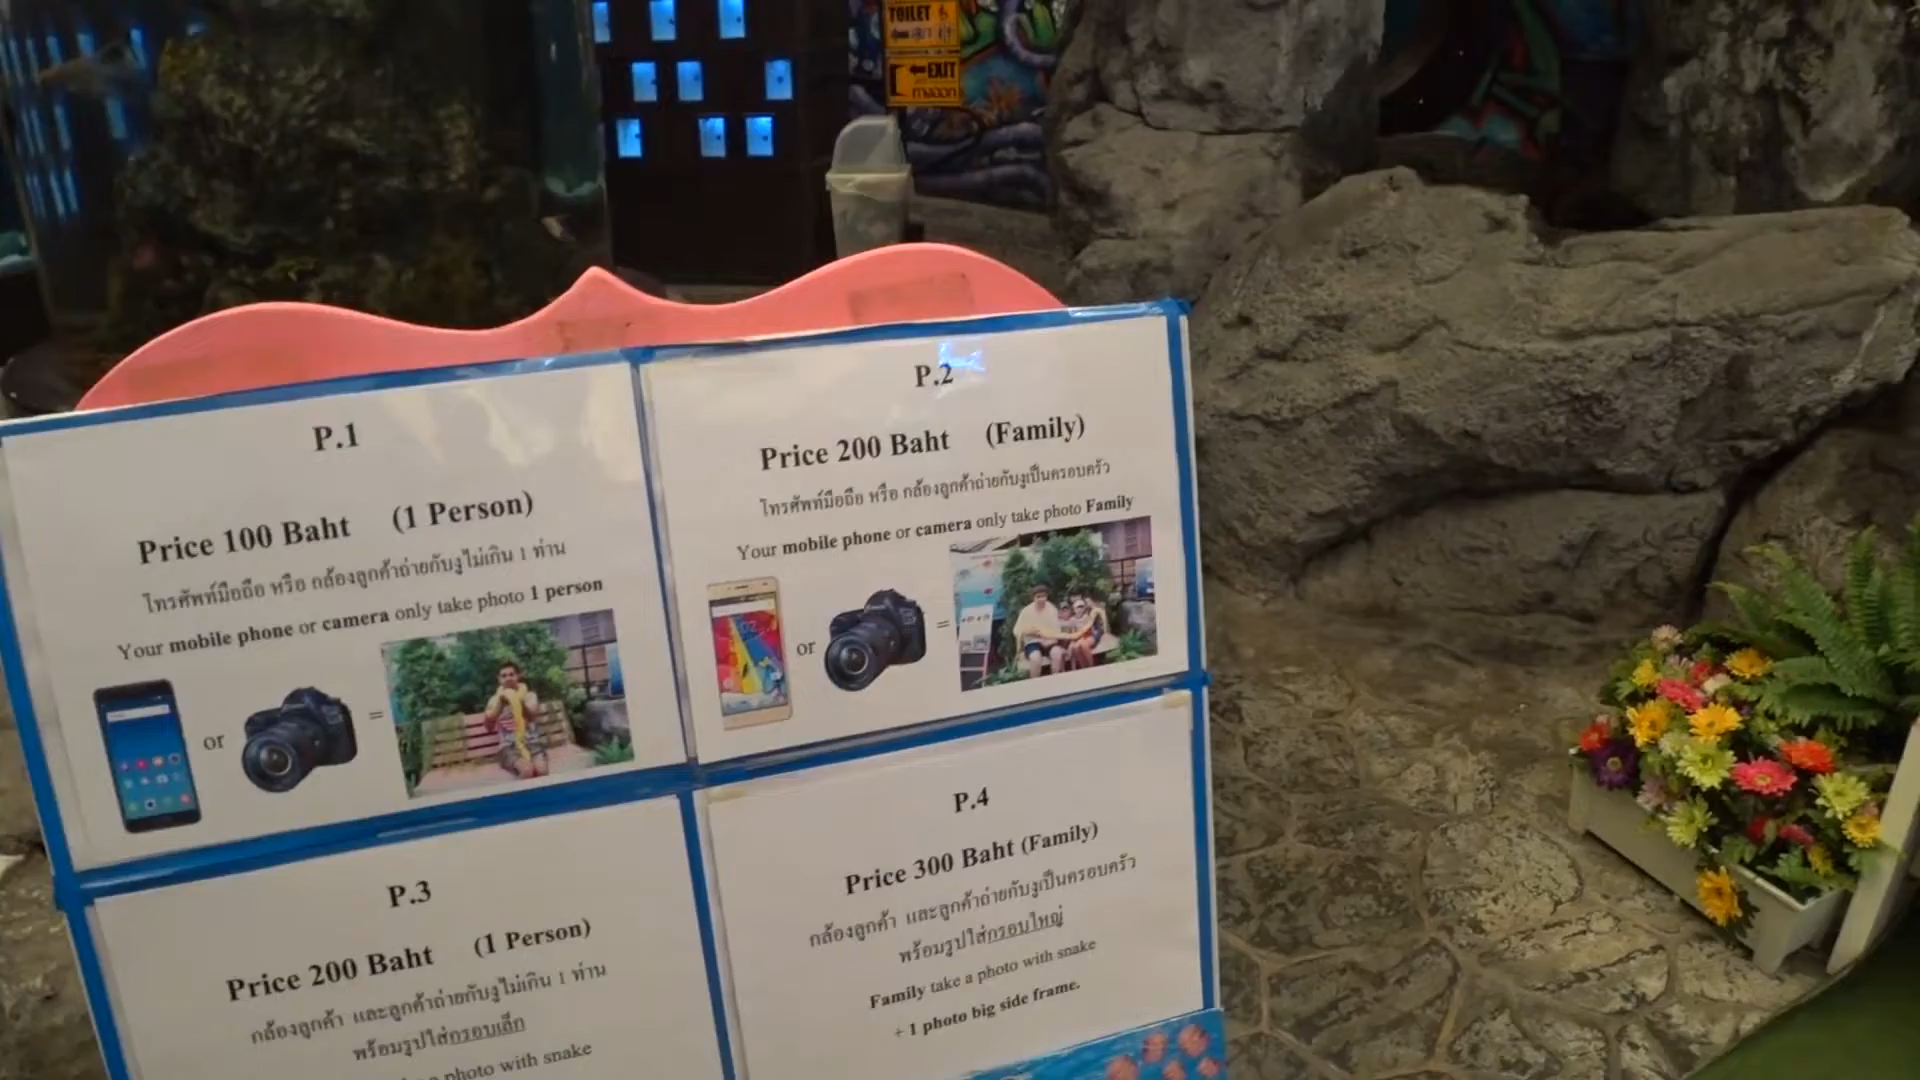 TOILET
EXIT
P.1
Price 100 Baht (1 Person)
โทรศัพท์มือถือ หรือ กล้องลูกค้าถ่ายกับงูไม่เกิน 1 ท่าน
Your mobile phone or camera only take photo 1 person
or
=
P.2
Price 200 Baht (Family)
โทรศัพท์มือถือ หรือ กล้องลูกค้าถ่ายกับงูเป็นครอบครัว
Your mobile phone or camera only take photo Family
or
=
P.3
Price 200 Baht (1 Person)
กล้องลูกค้า และลูกค้าถ่ายกับงูไม่เกิน 1 ท่าน
พร้อมรูปใส่กรอบเล็ก
photo with snake
P.4
Price 300 Baht (Family)
กล้องลูกค้า และลูกค้าถ่ายกับงูเป็นครอบครัว
พร้อมรูปใส่กรอบใหญ่
Family take a photo with snake
+ 1 photo big side frame.